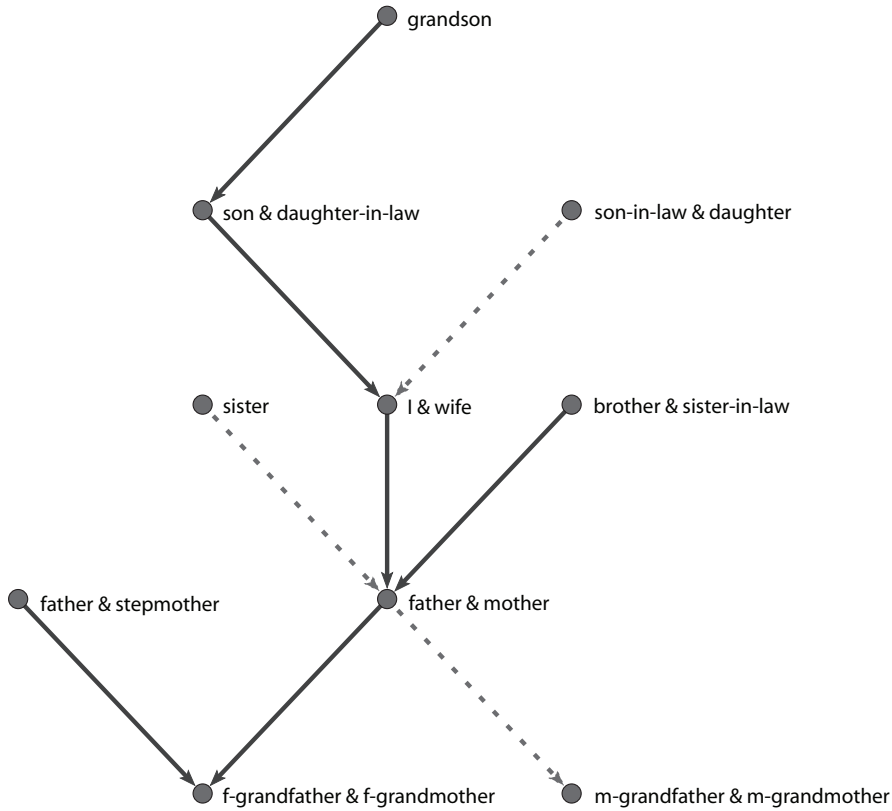 grandson
son & daughter-in-law
son-in-law & daughter
sister
I & wife
brother & sister-in-law
father & stepmother
father & mother
f-grandfather & f-grandmother
m-grandfather & m-grandmother